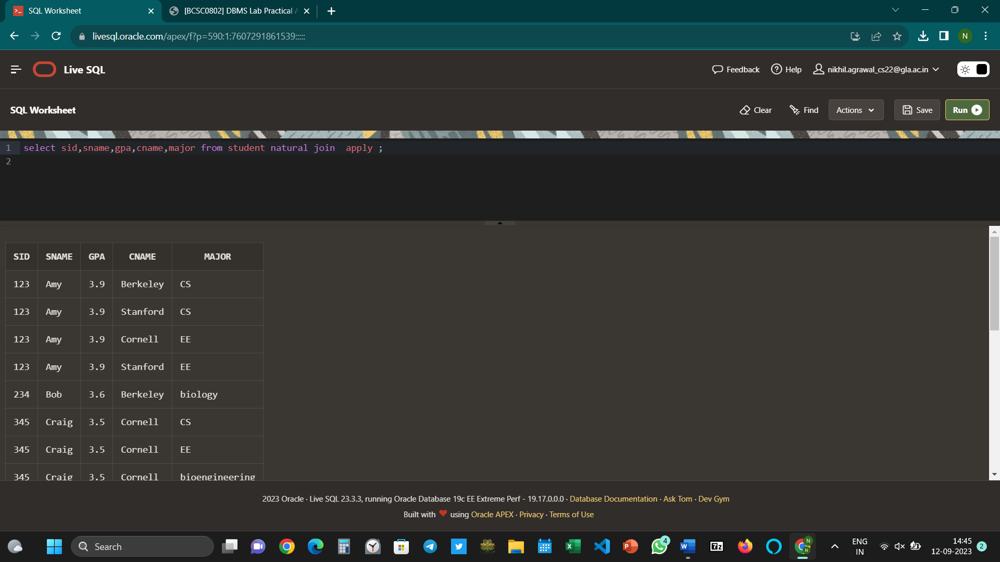 SQL Worksheet
[BCSC0802] DBMS Lab Practical A
livesql.oracle.com/apex/f?p=590:1:7607291861539:::::
N
Live SQL
Feedback
Help
nikhil.agrawal_cs22@gla.ac.in
SQL Worksheet
Clear
Find
Actions
Save
Run
1 select sid,sname,gpa,cname,major from student natural join  apply ;
2
SID SNAME GPA CNAME MAJOR
123 Amy 3.9 Berkeley CS
123 Amy 3.9 Stanford CS
123 Amy 3.9 Cornell EE
123 Amy 3.9 Stanford EE
234 Bob 3.6 Berkeley biology
345 Craig 3.5 Cornell CS
345 Craig 3.5 Cornell EE
345 Craig 3.5 Cornell bioengineering
2023 Oracle · Live SQL 23.3.3, running Oracle Database 19c EE Extreme Perf - 19.17.0.0.0 · Database Documentation · Ask Tom · Dev Gym
Built with ❤ using Oracle APEX · Privacy · Terms of Use
Search
4
7z
N
N
ENG
IN
14:45
12-09-2023
2